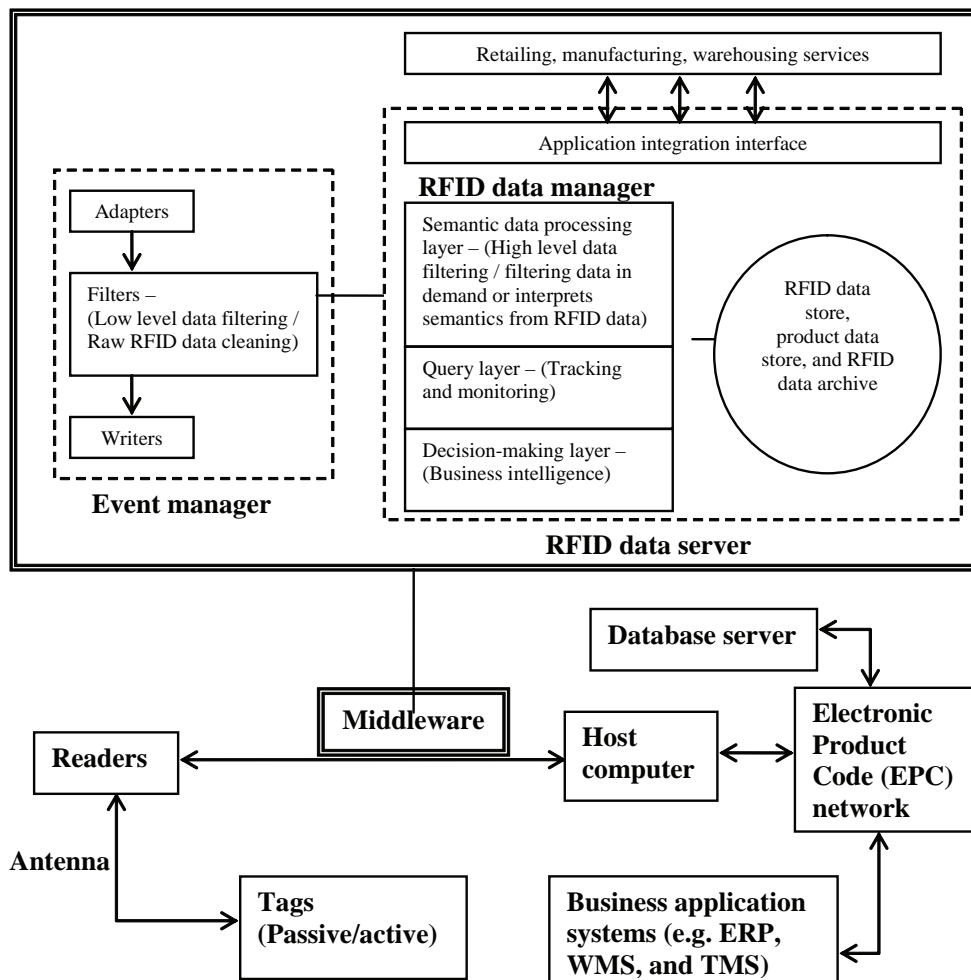 Retailing, manufacturing, warehousing services
Application integration interface
RFID data manager
Adapters
Filters –
(Low level data filtering /
Raw RFID data cleaning)
Writers
Event manager
Semantic data processing
layer – (High level data
filtering / filtering data in
demand or interprets
semantics from RFID data)
Query layer – (Tracking
and monitoring)
Decision-making layer –
(Business intelligence)
RFID data
store,
product data
store, and RFID
data archive
RFID data server
Database server
Middleware
Readers
Host
computer
Electronic
Product
Code (EPC)
network
Antenna
Tags
(Passive/active)
Business application
systems (e.g. ERP,
WMS, and TMS)